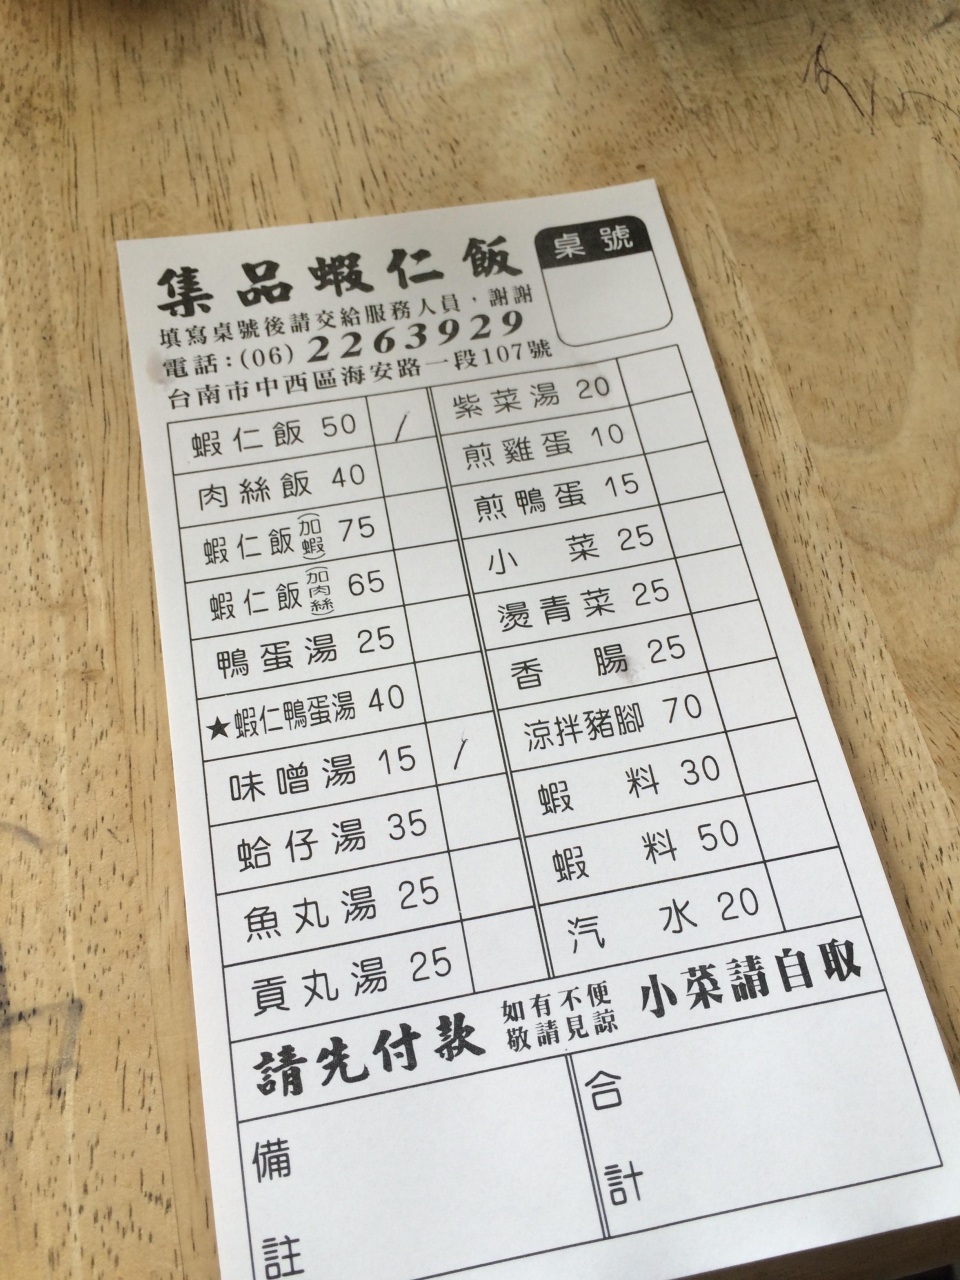 集品蝦仁飯
桌號
填寫桌號後請交給服務人員，謝謝
電話:(06) 2263929
台南市中西區海安路一段107號
蝦仁飯 50 /
肉絲飯 40
蝦仁飯(加蝦) 75
蝦仁飯(加肉絲) 65
鴨蛋湯 25
★蝦仁鴨蛋湯 40
味噌湯 15 /
蛤仔湯 35
魚丸湯 25
貢丸湯 25
紫菜湯 20
煎雞蛋 10
煎鴨蛋 15
小菜 25
燙青菜 25
香腸 25
涼拌豬腳 70
蝦料 30
蝦料 50
汽水 20
請先付款
如有不便
敬請見諒
小菜請自取
備註
合計